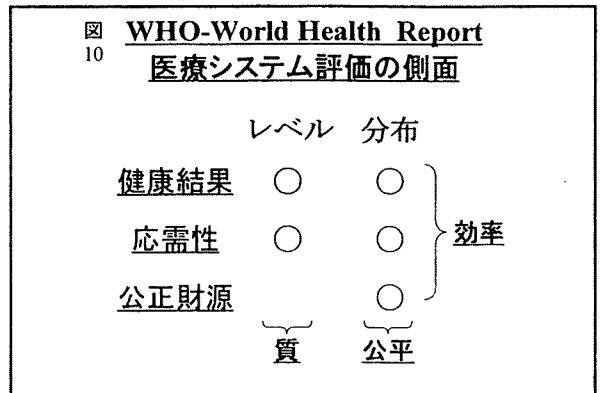 図 WHO-World Health Report
10 医療システム評価の側面
レベル 分布
健康結果 ○ ○
応需性 ○ ○ 効率
公正財源 ○
質 公平